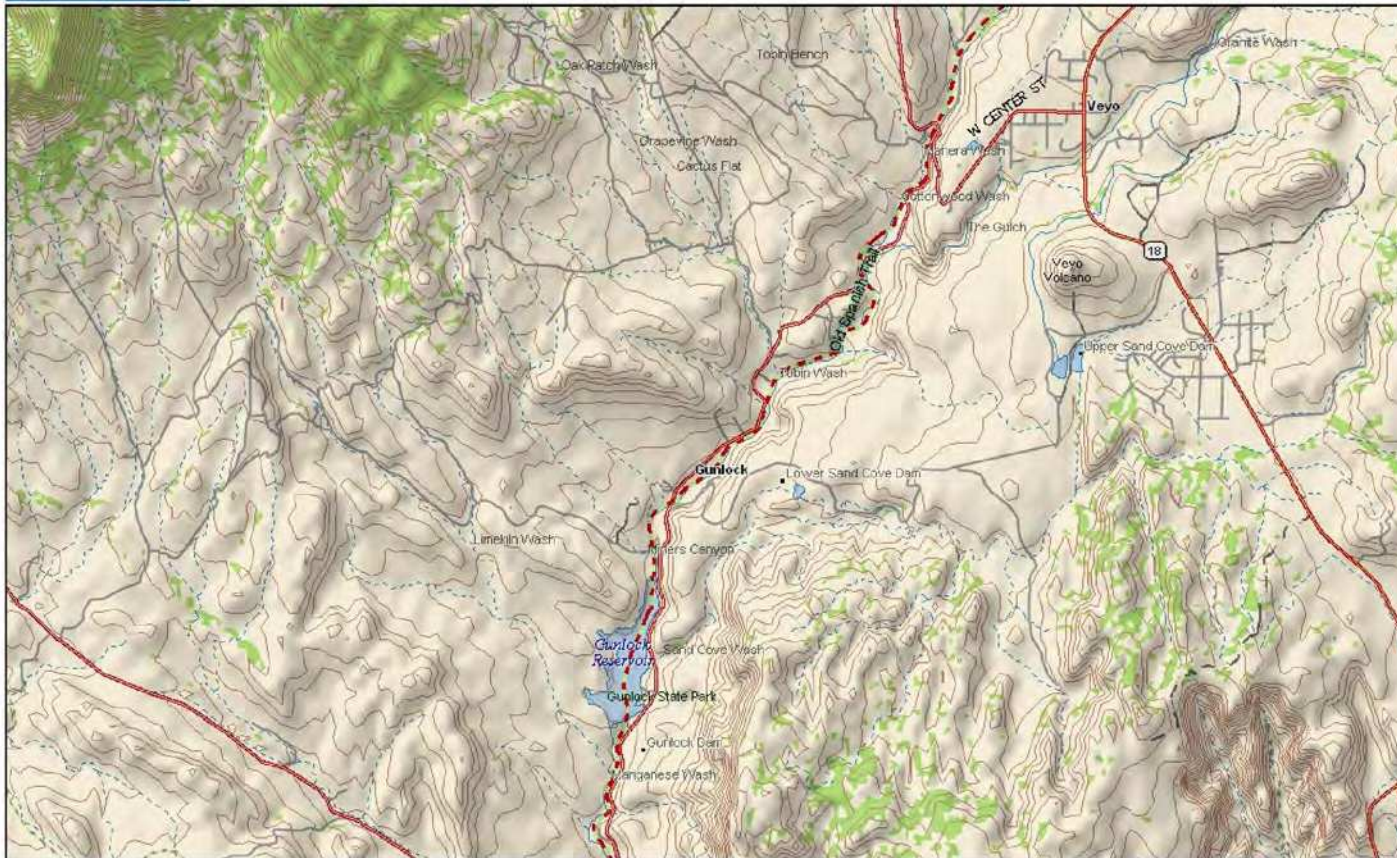 Granite Wash
Tobin Bench
Oak Patch Wash
W CENTER ST
Veyo
Grapevine Wash
Wash
Cactus Flat
Cottonwood Wash
The Gulch
18
Veyo
Volcano
Old Spanish Trail
Upper Sand Cove Dam
Tobin Wash
Gunlock
Lower Sand Cove Dam
Limekiln Wash
Miners Canyon
Gunlock
Reservoir
Sand Cove Wash
Gunlock State Park
Gunlock Dam
Manganese Wash